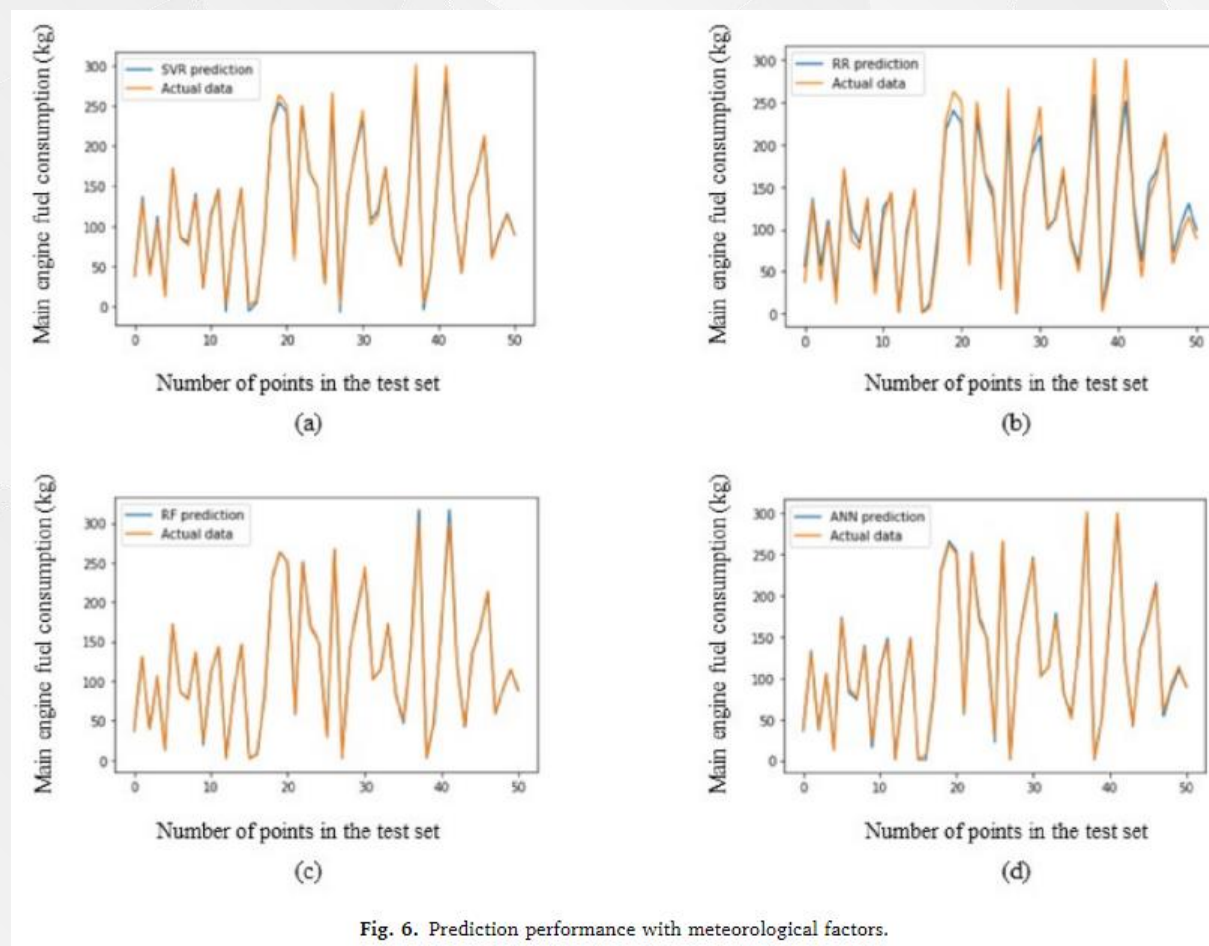 Main engine fuel consumption (kg)
300
250
200
150
100
50
0
SVR prediction
Actual data
0 10 20 30 40 50
Number of points in the test set
(a)
Main engine fuel consumption (kg)
300
250
200
150
100
50
0
RR prediction
Actual data
0 10 20 30 40 50
Number of points in the test set
(b)
Main engine fuel consumption (kg)
300
250
200
150
100
50
0
RF prediction
Actual data
0 10 20 30 40 50
Number of points in the test set
(c)
Main engine fuel consumption (kg)
300
250
200
150
100
50
0
ANN prediction
Actual data
0 10 20 30 40 50
Number of points in the test set
(d)
Fig. 6. Prediction performance with meteorological factors.